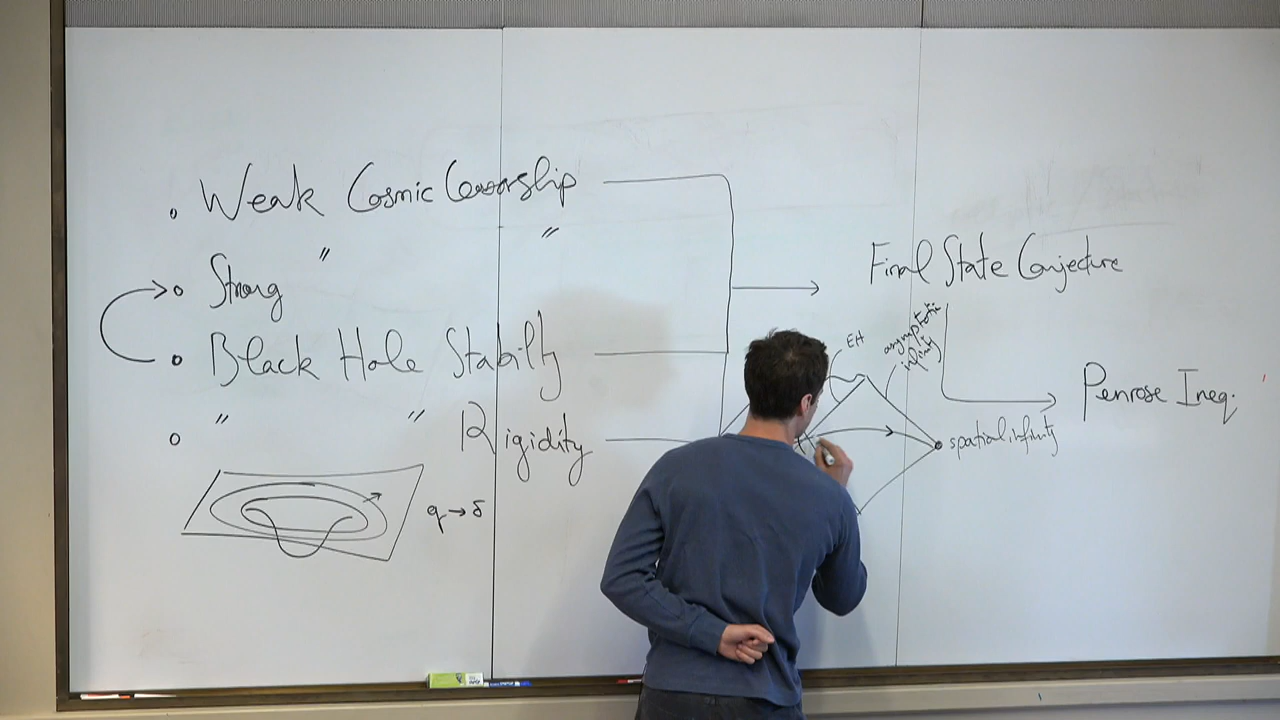 Weak Cosmic Censorship
" "
Strong
Black Hole Stability
" " Rigidity
q → δ
Final State Conjecture
EH
asymptotic
infinity
spatial infinity
Penrose Ineq.